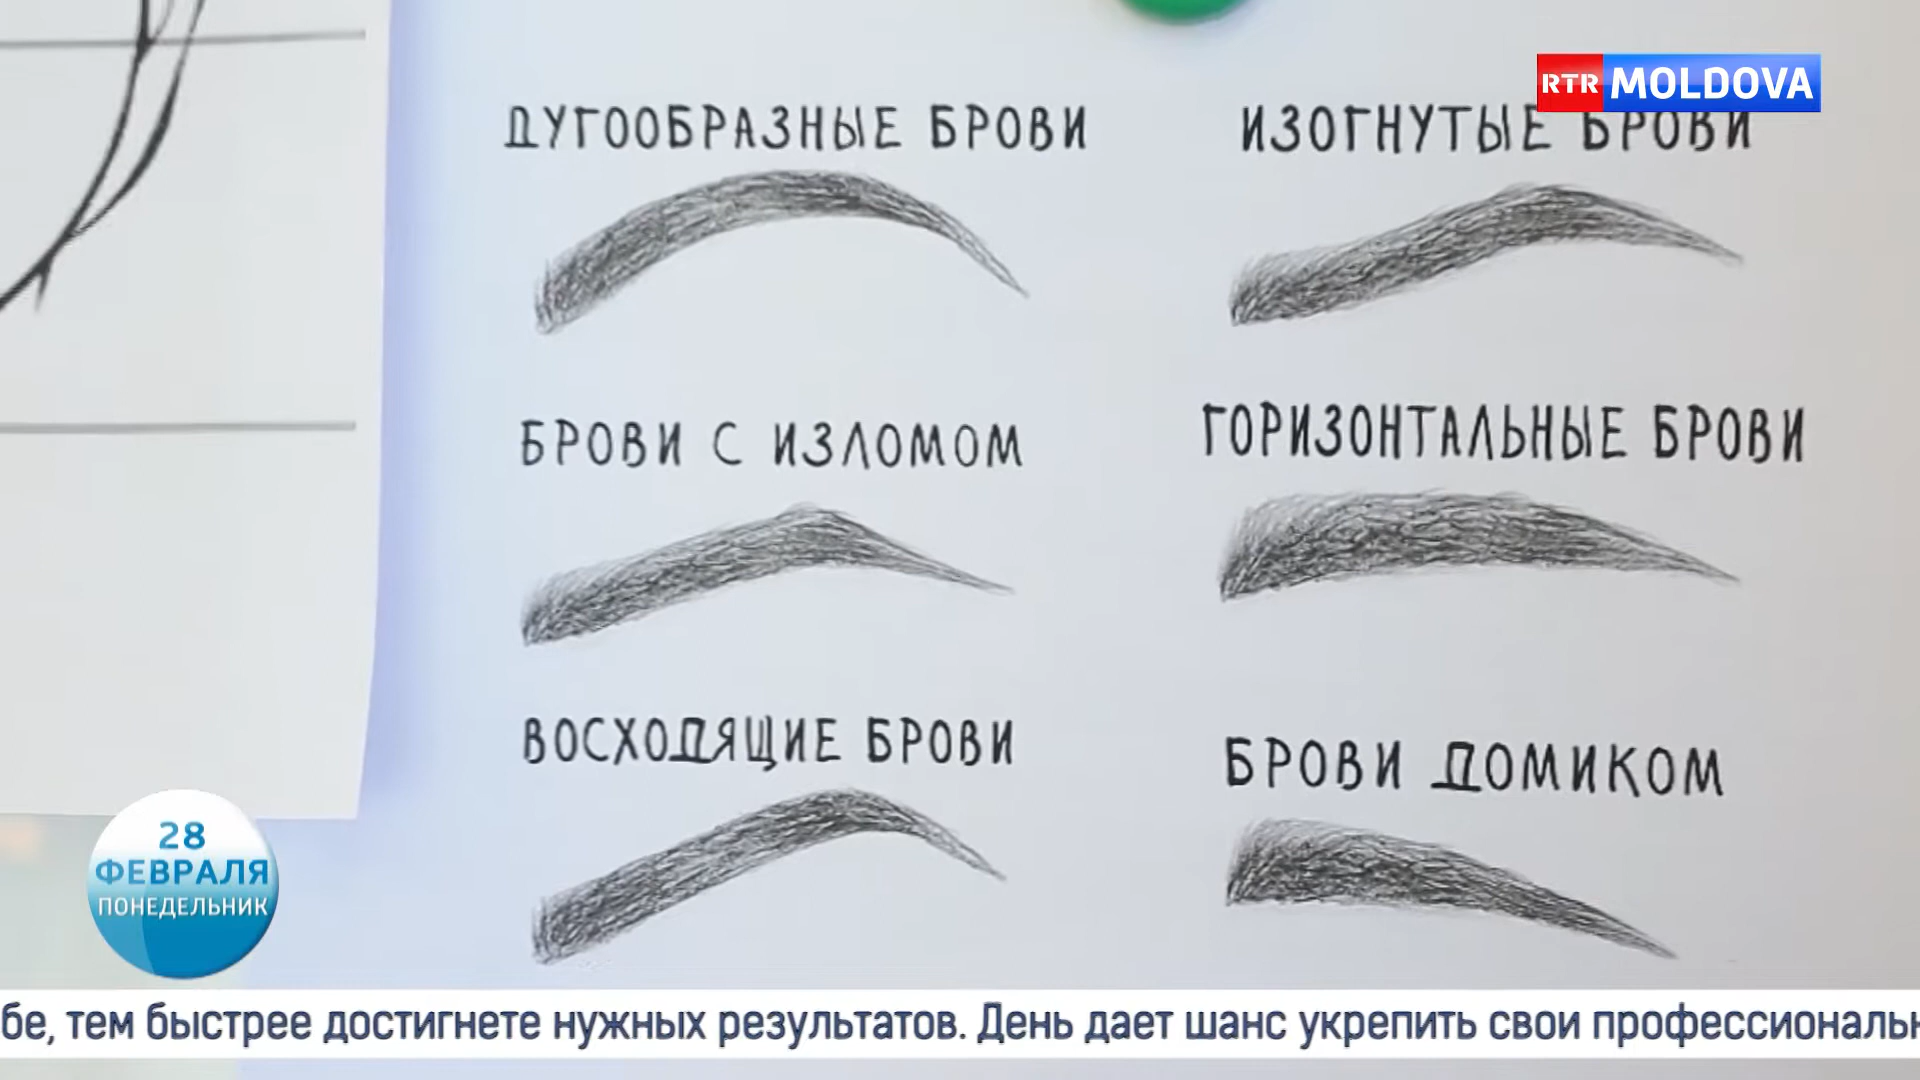 RTR MOLDOVA
ДУГООБРАЗНЫЕ БРОВИ
ИЗОГНУТЫЕ БРОВИ
БРОВИ С ИЗЛОМОМ
ГОРИЗОНТАЛЬНЫЕ БРОВИ
ВОСХОДЯЩИЕ БРОВИ
БРОВИ ДОМИКОМ
28
ФЕВРАЛЯ
ПОНЕДЕЛЬНИК
бе, тем быстрее достигнете нужных результатов. День дает шанс укрепить свои